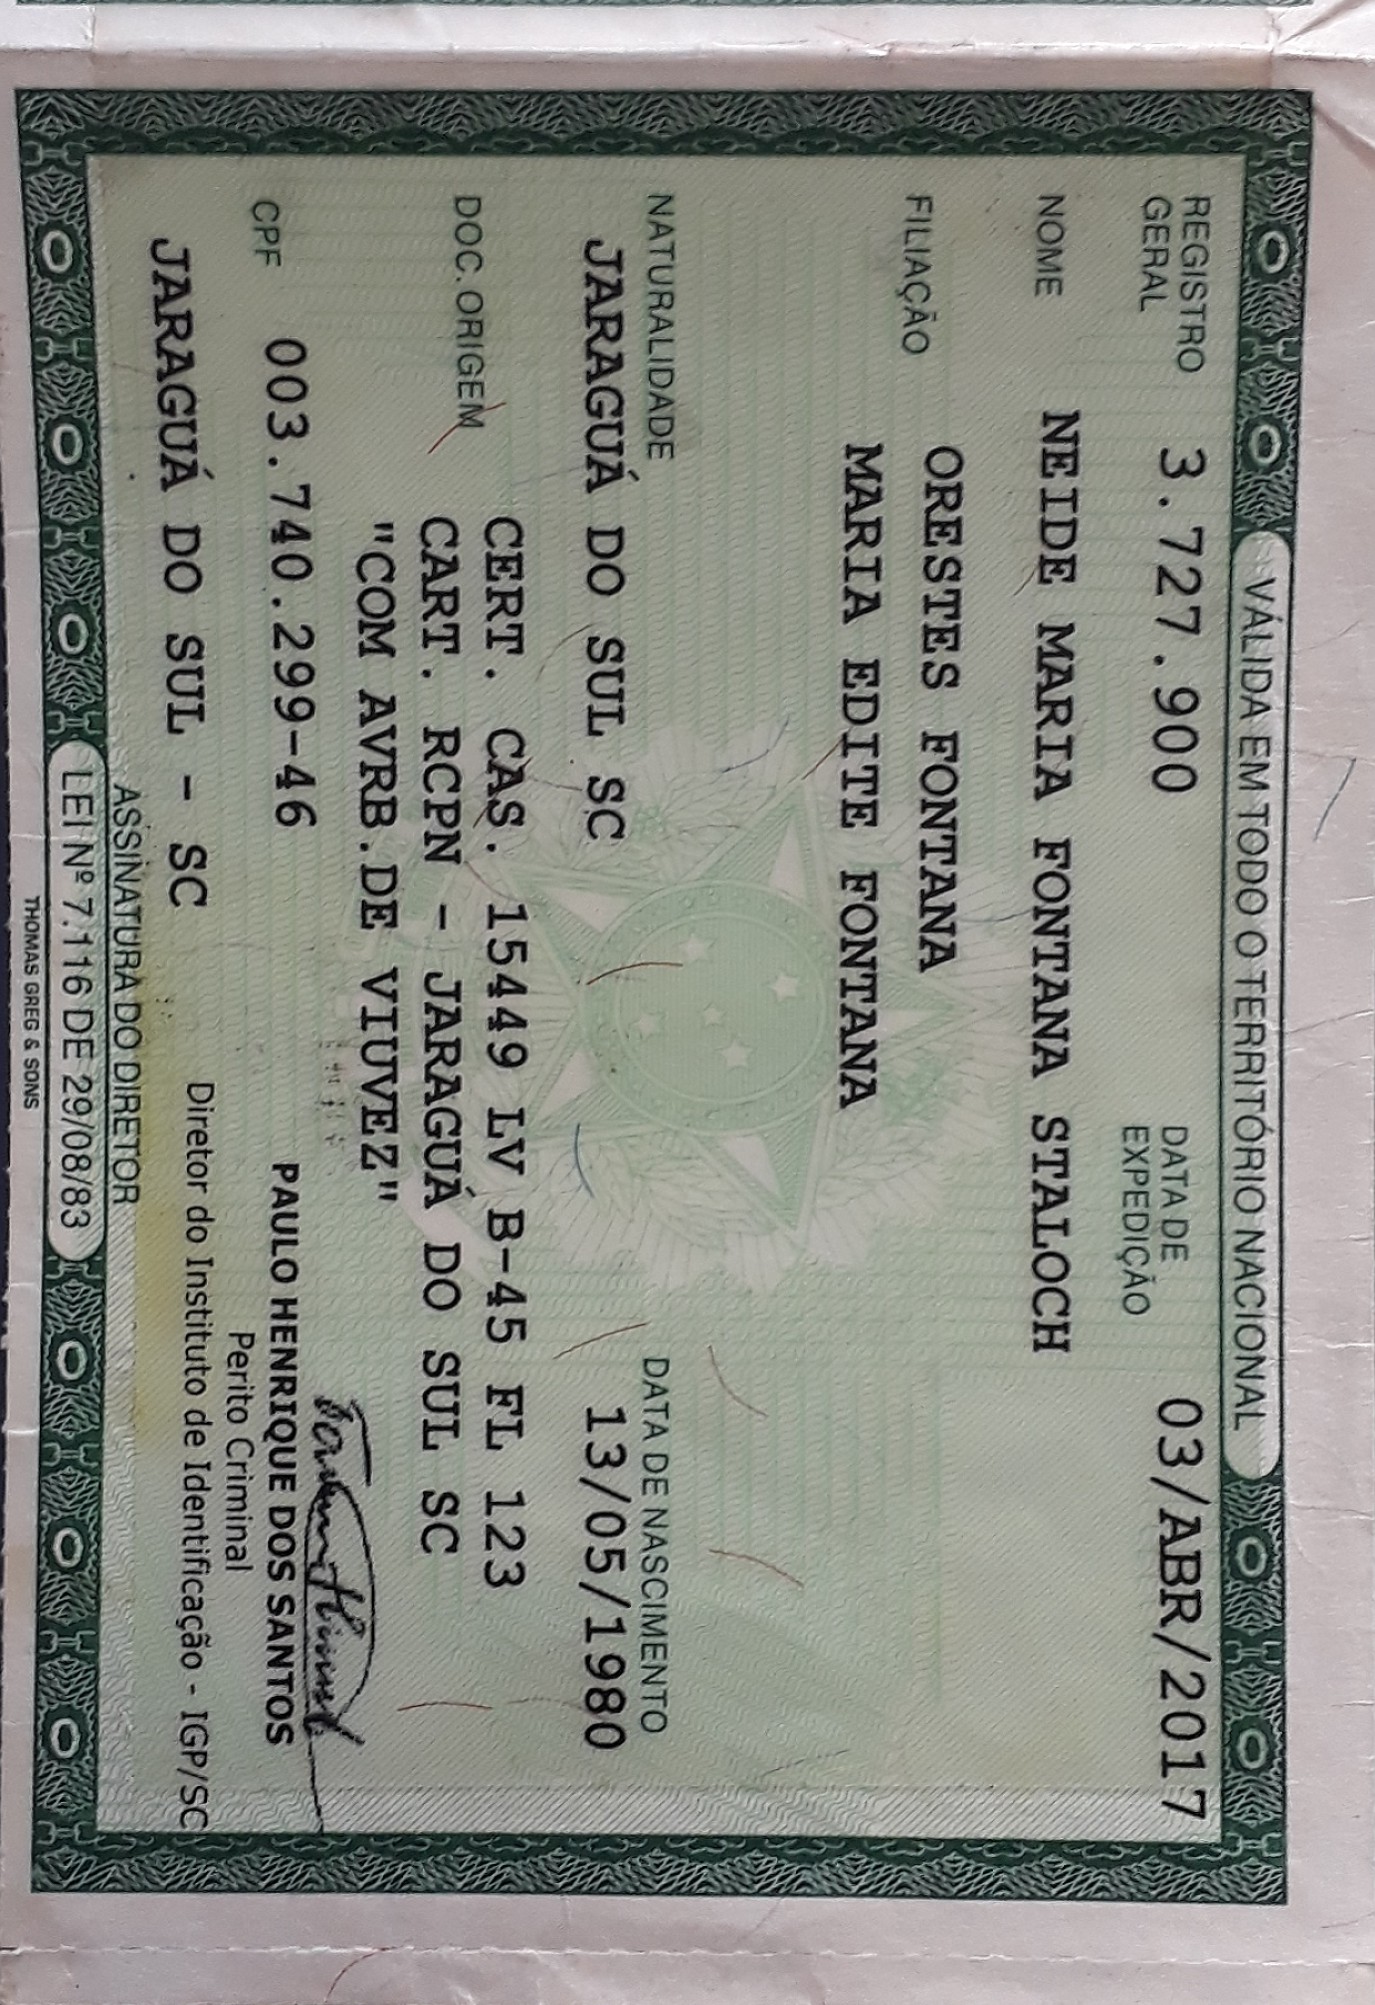 VÁLIDA EM TODO O TERRITÓRIO NACIONAL
REGISTRO GERAL 3.727.900 DATA DE EXPEDIÇÃO 03/ABR/2017
NOME NEIDE MARIA FONTANA STALOCH
FILIAÇÃO ORESTES FONTANA
MARIA EDITE FONTANA
NATURALIDADE DATA DE NASCIMENTO
JARAGUÁ DO SUL SC 13/05/1980
DOC. ORIGEM CERT. CAS. 15449 LV B-45 FL 123
CART. RCPN - JARAGUÁ DO SUL SC
"COM AVRB.DE VIUVEZ"
CPF 003.740.299-46
PAULO HENRIQUE DOS SANTOS
Perito Criminal
JARAGUÁ DO SUL - SC Diretor do Instituto de Identificação - IGP/SC
ASSINATURA DO DIRETOR
LEI Nº 7.116 DE 29/08/83
THOMAS GREG & SONS